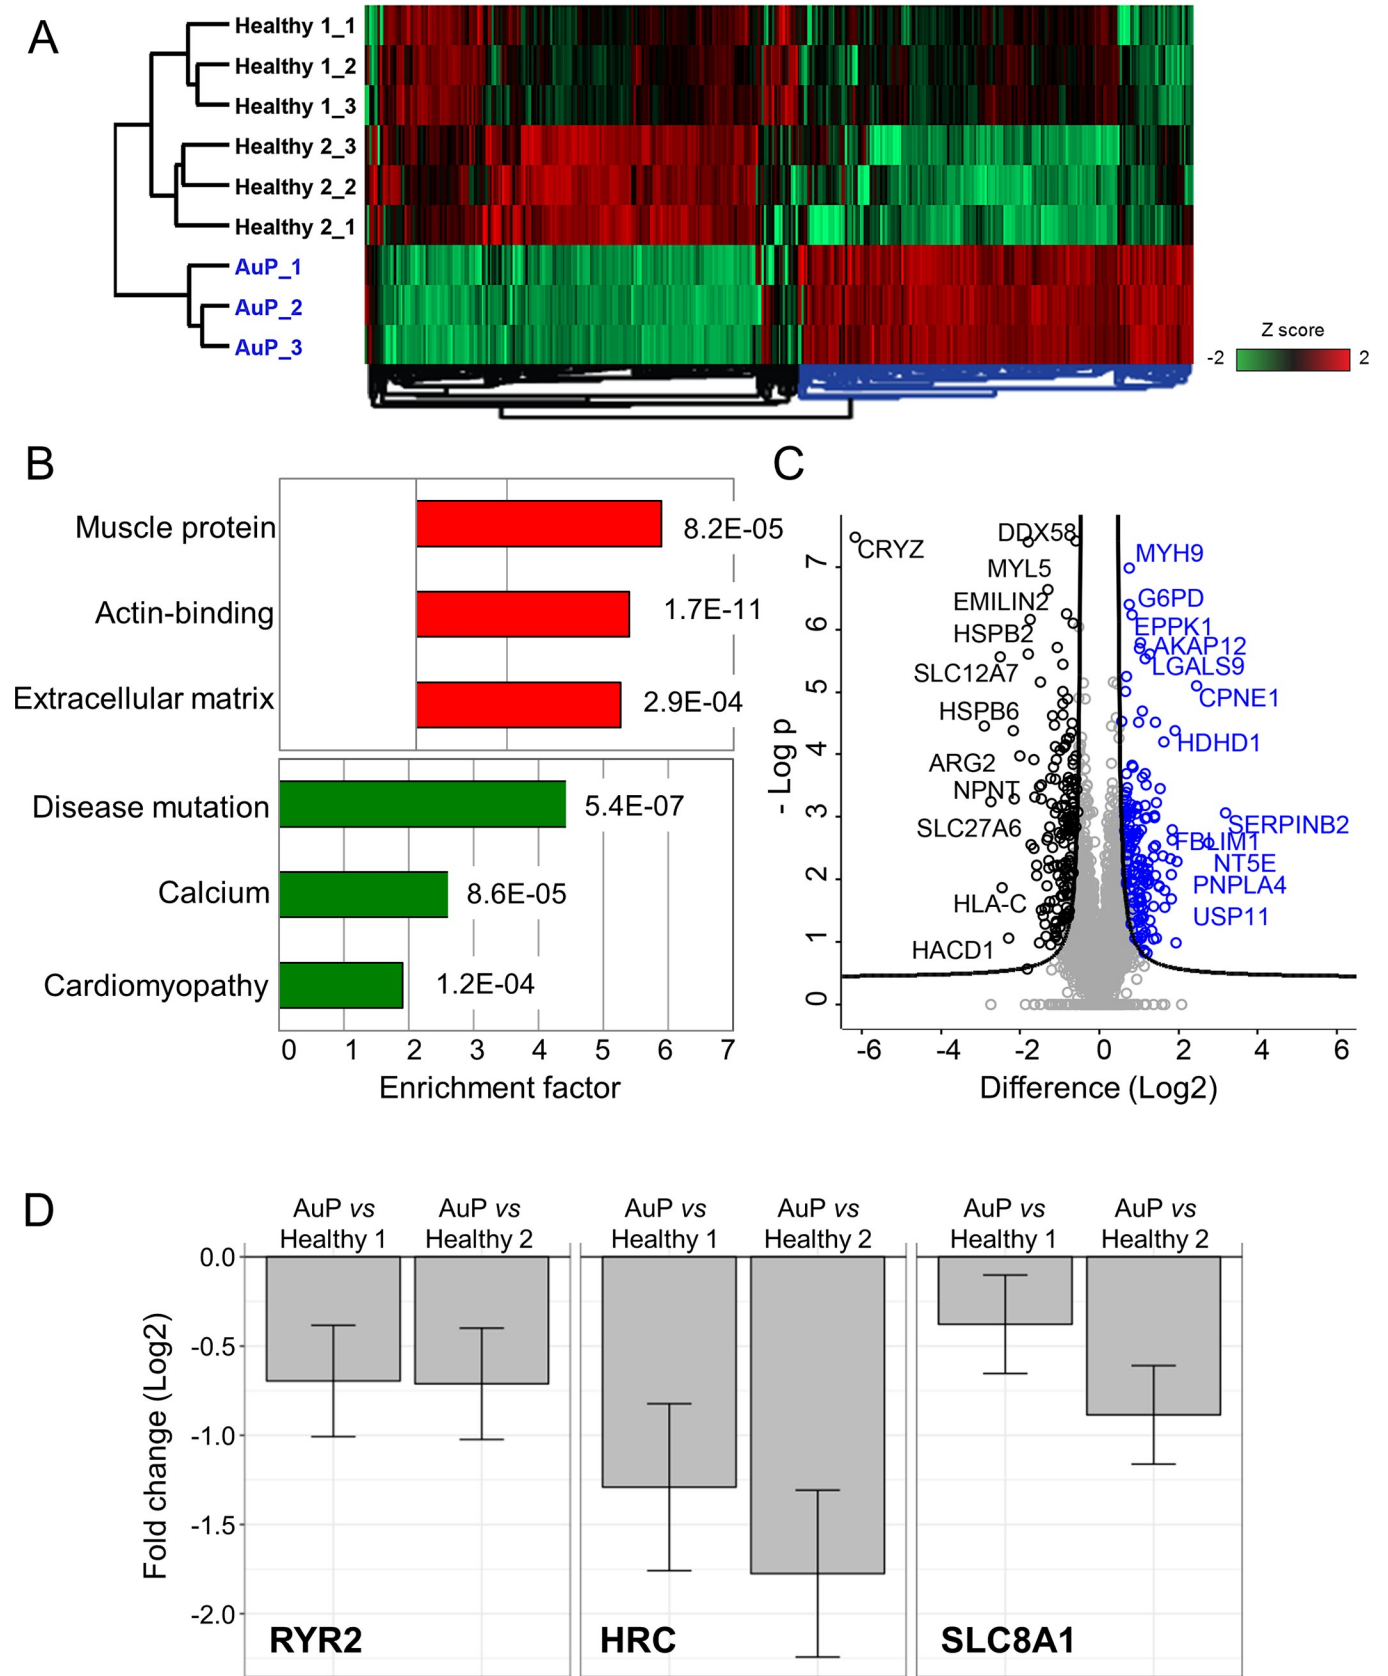 A
Healthy 1_1
Healthy 1_2
Healthy 1_3
Healthy 2_3
Healthy 2_2
Healthy 2_1
AuP_1
AuP_2
AuP_3
Z score
-2 2
B
Muscle protein 8.2E-05
Actin-binding 1.7E-11
Extracellular matrix 2.9E-04
Disease mutation 5.4E-07
Calcium 8.6E-05
Cardiomyopathy 1.2E-04
0 1 2 3 4 5 6 7
Enrichment factor
C
- Log p
7
6
5
4
3
2
1
0
CRYZ
DDX58
MYL5
EMILIN2
HSPB2
SLC12A7
HSPB6
ARG2
NPNT
SLC27A6
HLA-C
HACD1
MYH9
G6PD
EPPK1
AKAP12
LGALS9
CPNE1
HDHD1
SERPINB2
FBLIM1
NT5E
PNPLA4
USP11
-6 -4 -2 0 2 4 6
Difference (Log2)
D
AuP vs
Healthy 1
AuP vs
Healthy 2
AuP vs
Healthy 1
AuP vs
Healthy 2
AuP vs
Healthy 1
AuP vs
Healthy 2
Fold change (Log2)
0.0
-0.5
-1.0
-1.5
-2.0
RYR2
HRC
SLC8A1